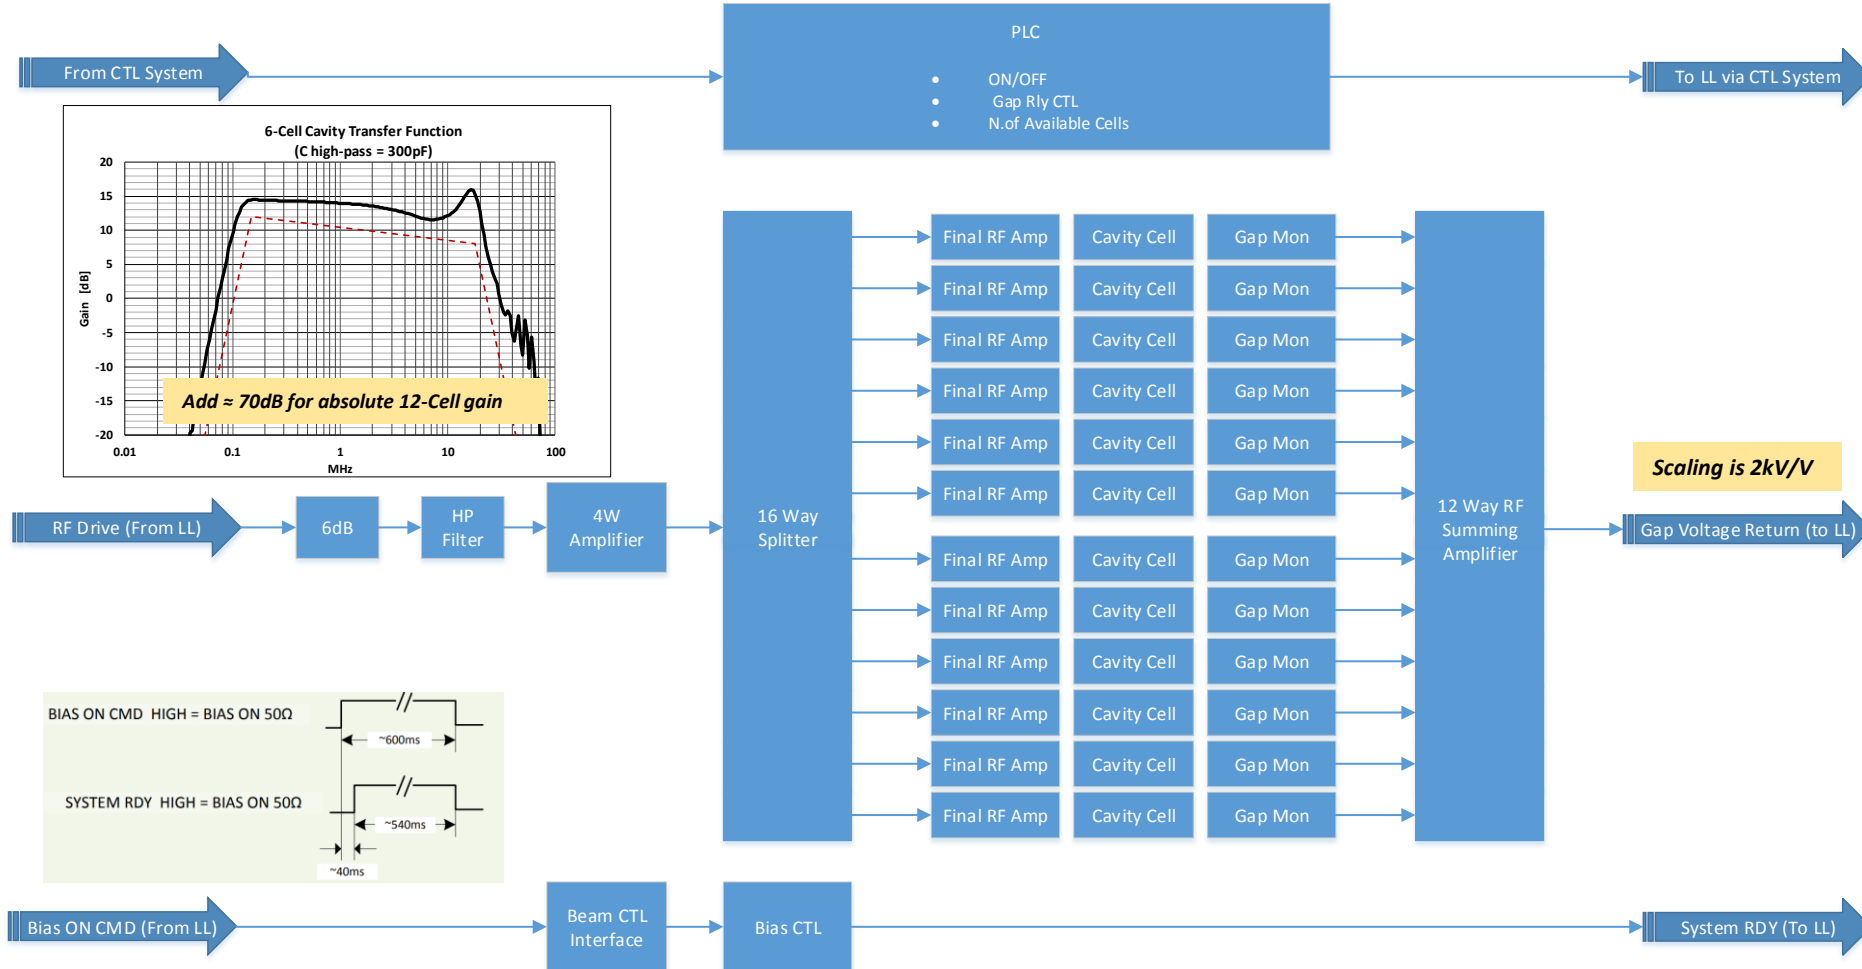 PLC
From CTL System
• ON/OFF
• Gap Rly CTL
• N.of Available Cells
To LL via CTL System
6-Cell Cavity Transfer Function
(C high-pass = 300pF)
20
15
10
5
0
-5
-10
-15
-20
Gain [dB]
0.01
0.1
1
10
100
MHz
Add ≈ 70dB for absolute 12-Cell gain
RF Drive (From LL)
6dB
HP
Filter
4W
Amplifier
16 Way
Splitter
Final RF Amp Cavity Cell Gap Mon
Final RF Amp Cavity Cell Gap Mon
Final RF Amp Cavity Cell Gap Mon
Final RF Amp Cavity Cell Gap Mon
Final RF Amp Cavity Cell Gap Mon
Final RF Amp Cavity Cell Gap Mon
Final RF Amp Cavity Cell Gap Mon
Final RF Amp Cavity Cell Gap Mon
Final RF Amp Cavity Cell Gap Mon
Final RF Amp Cavity Cell Gap Mon
Final RF Amp Cavity Cell Gap Mon
Final RF Amp Cavity Cell Gap Mon
12 Way RF
Summing
Amplifier
Scaling is 2kV/V
Gap Voltage Return (to LL)
BIAS ON CMD HIGH = BIAS ON 50Ω
~600ms
SYSTEM RDY HIGH = BIAS ON 50Ω
~540ms
~40ms
Bias ON CMD (From LL)
Beam CTL
Interface
Bias CTL
System RDY (To LL)